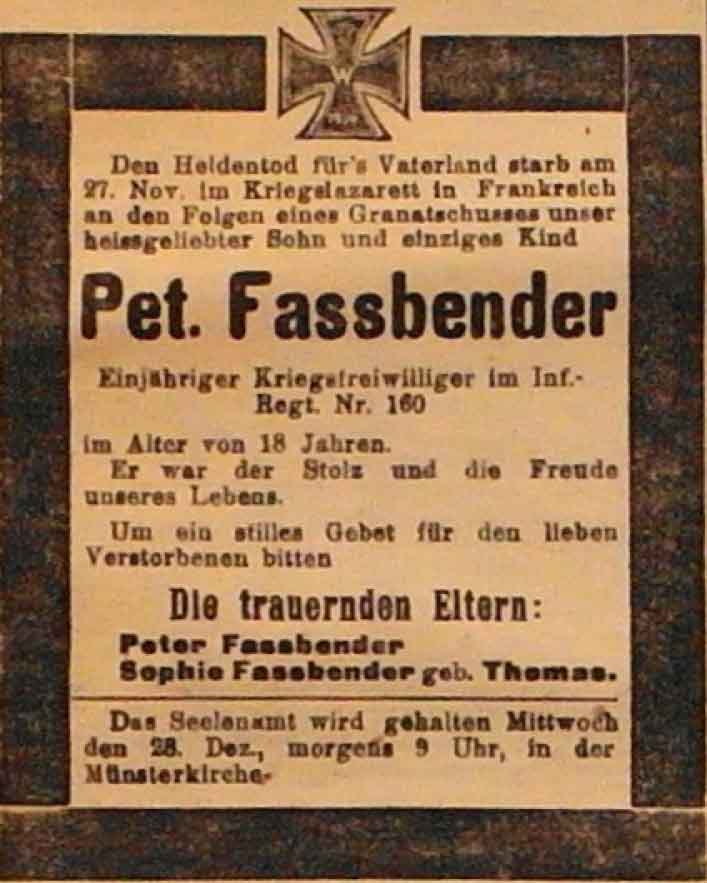 W
1914
Den Heldentod für's Vaterland starb am
27. Nov. im Kriegslazarett in Frankreich
an den Folgen eines Granatschusses unser
heissgeliebter Sohn und einziges Kind
Pet. Fassbender
Einjähriger Kriegsfreiwilliger im Inf.-
Regt. Nr. 160
im Alter von 18 Jahren.
Er war der Stolz und die Freude
unseres Lebens.
Um ein stilles Gebet für den lieben
Verstorbenen bitten
Die trauernden Eltern:
Peter Fassbender
Sophie Fassbender geb. Thomas.
Das Seelenamt wird gehalten Mittwoch
den 28. Dez., morgens 9 Uhr, in der
Münsterkirche.